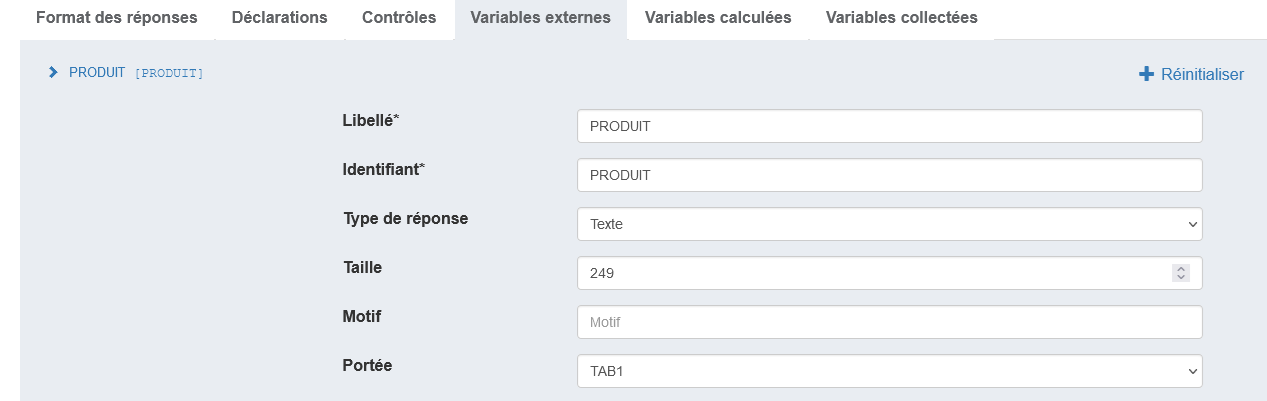 Format des réponses Déclarations Contrôles Variables externes Variables calculées Variables collectées
PRODUIT [PRODUIT] Réinitialiser
Libellé* PRODUIT
Identifiant* PRODUIT
Type de réponse Texte
Taille 249
Motif Motif
Portée TAB1